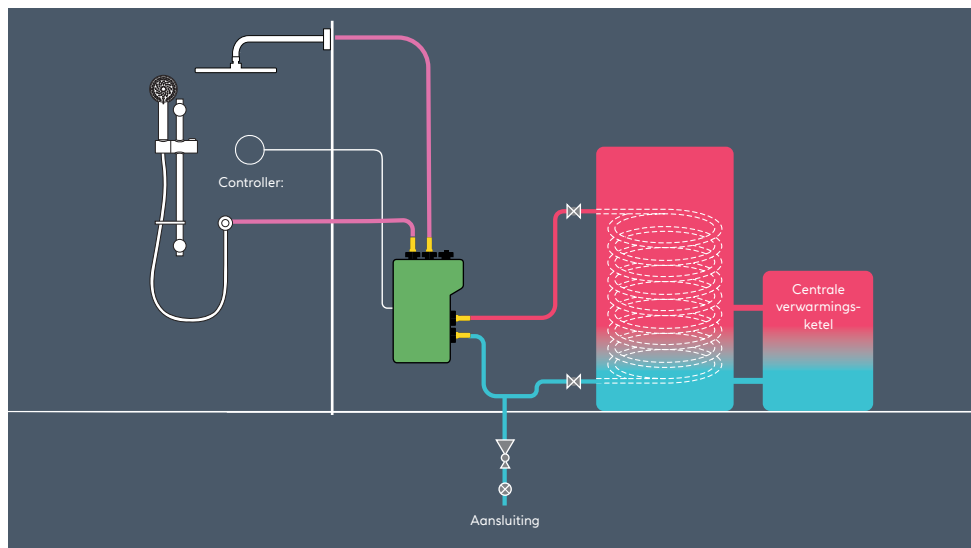 Controller:
Centrale
verwarmings-
ketel
Aansluiting